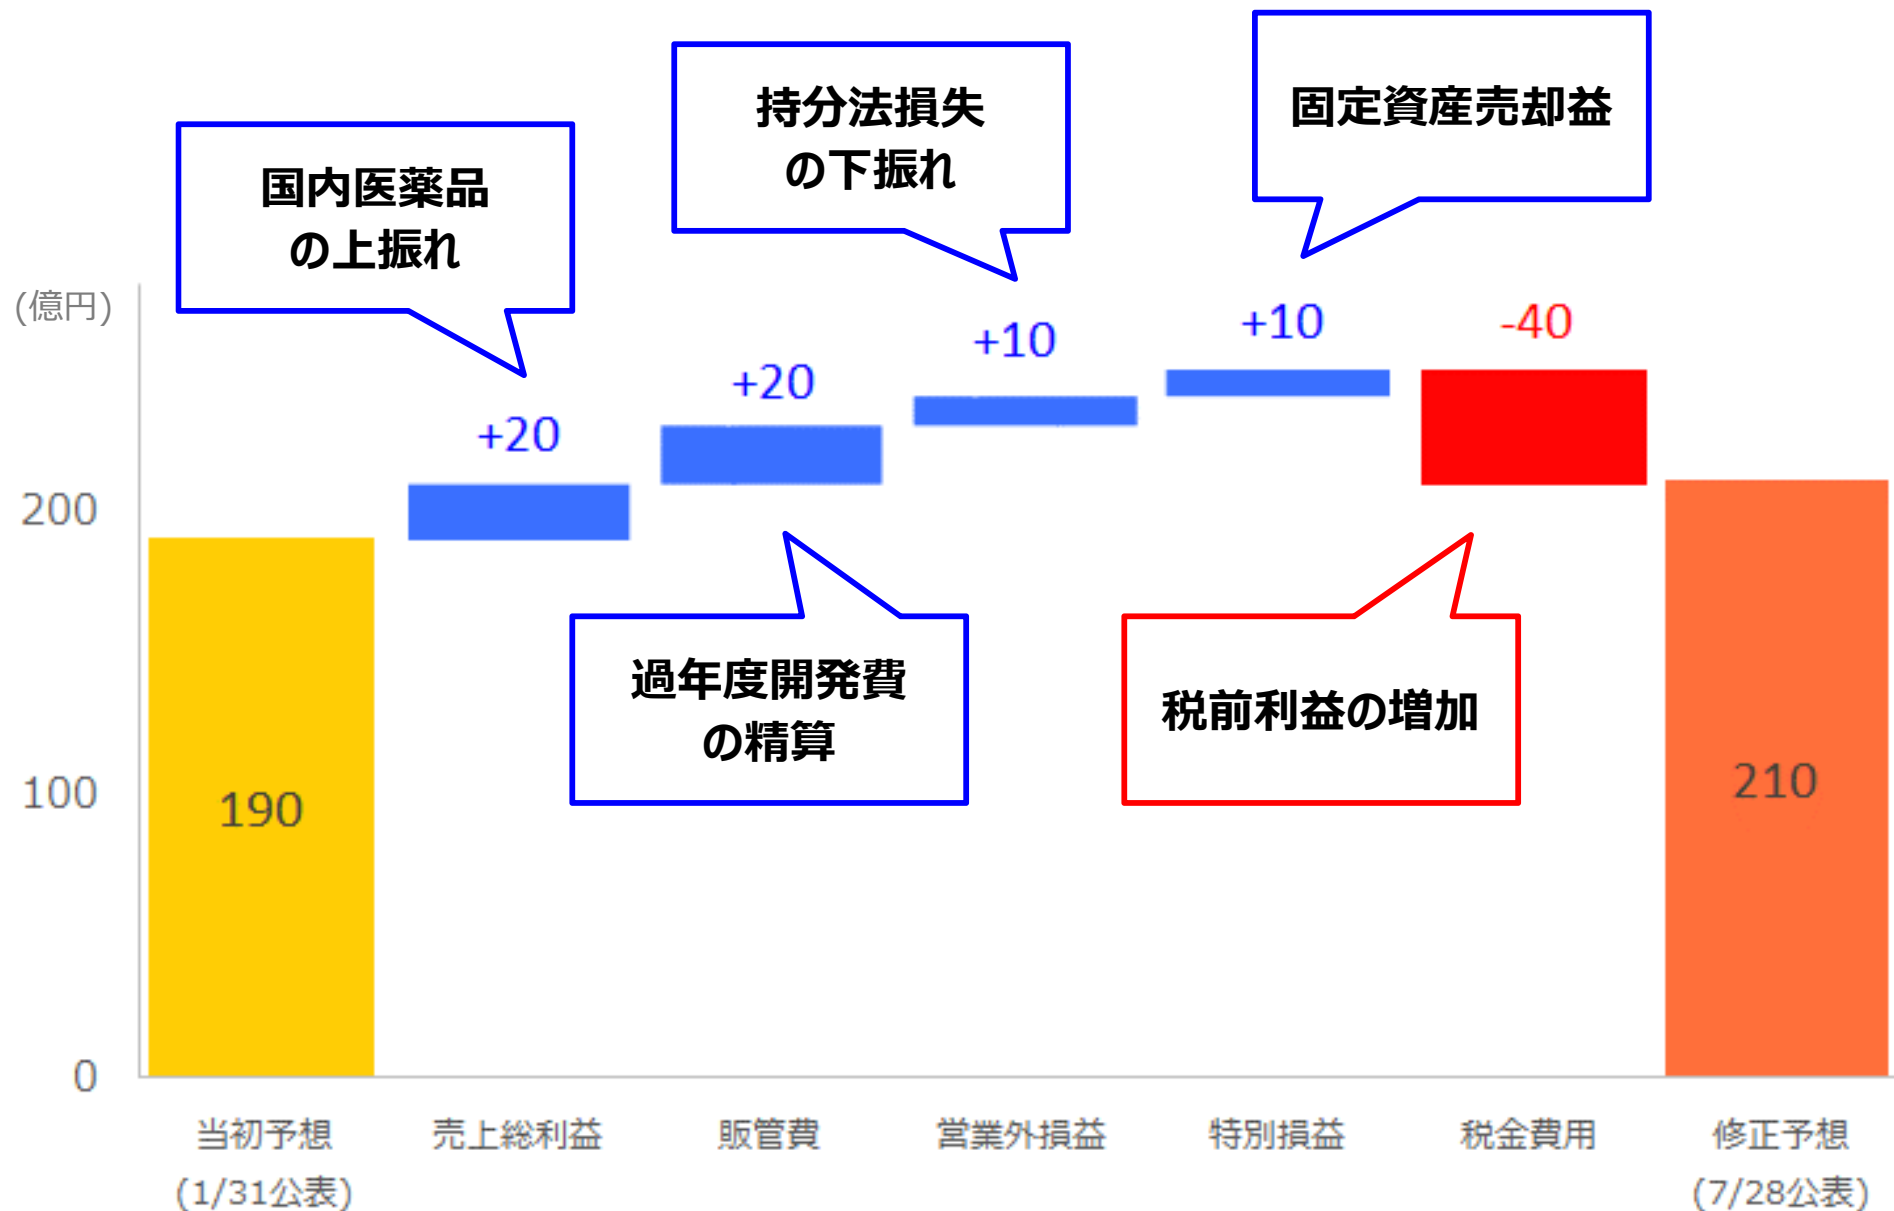 固定資産売却益
持分法損失
の下振れ
国内医薬品
の上振れ
(億円)
+20
+20
+10
+10
-40
200
100
0
190
過年度開発費
の精算
税前利益の増加
210
当初予想
(1/31公表)
売上総利益
販管費
営業外損益
特別損益
税金費用
修正予想
(7/28公表)